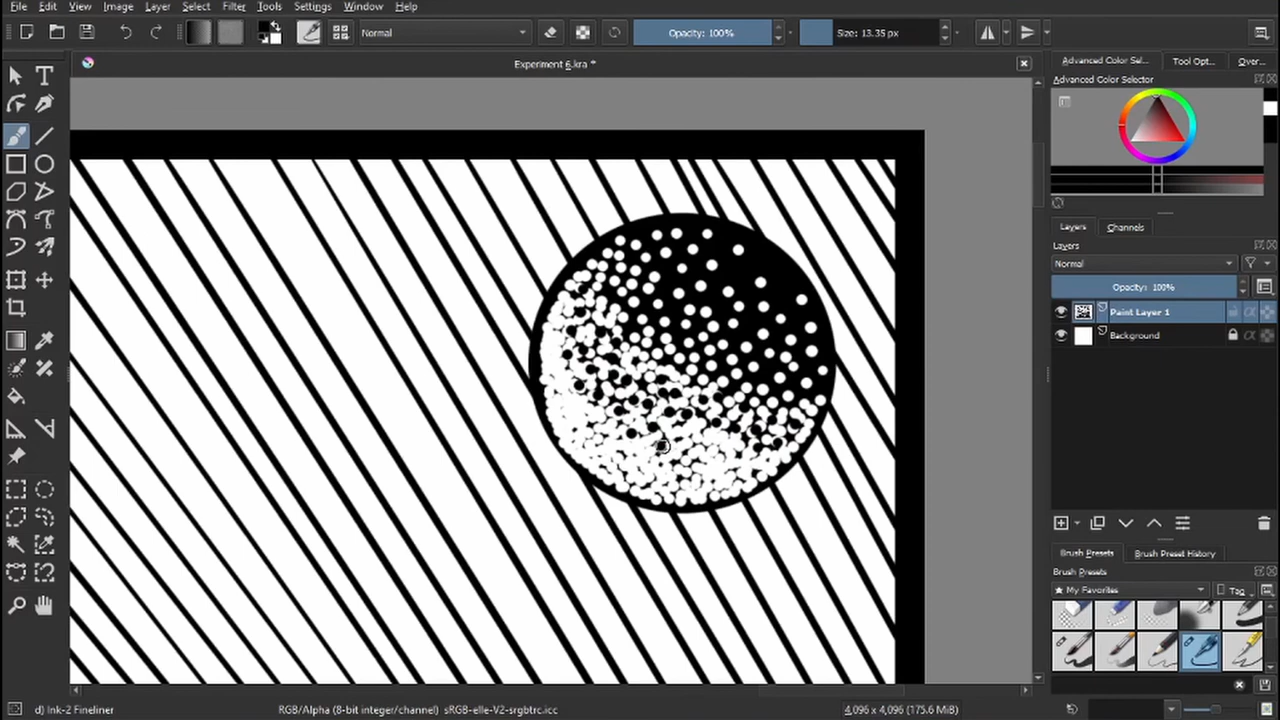 File Edit View Image Layer Select Filter Tools Settings Window Help
Normal Opacity: 100% Size: 13.35 px
Experiment 6.kra *
Advanced Color Sel... Tool Opt... Over...
Advanced Color Selector
Layers Channels
Layers
Normal
Opacity: 100%
Paint Layer 1
Background
Brush Presets Brush Preset History
Brush Presets
My Favorites Tag
d) Ink-2 Fineliner RGB/Alpha (8-bit integer/channel) sRGB-elle-V2-srgbtrc.icc 4,096 x 4,096 (175.6 MiB)